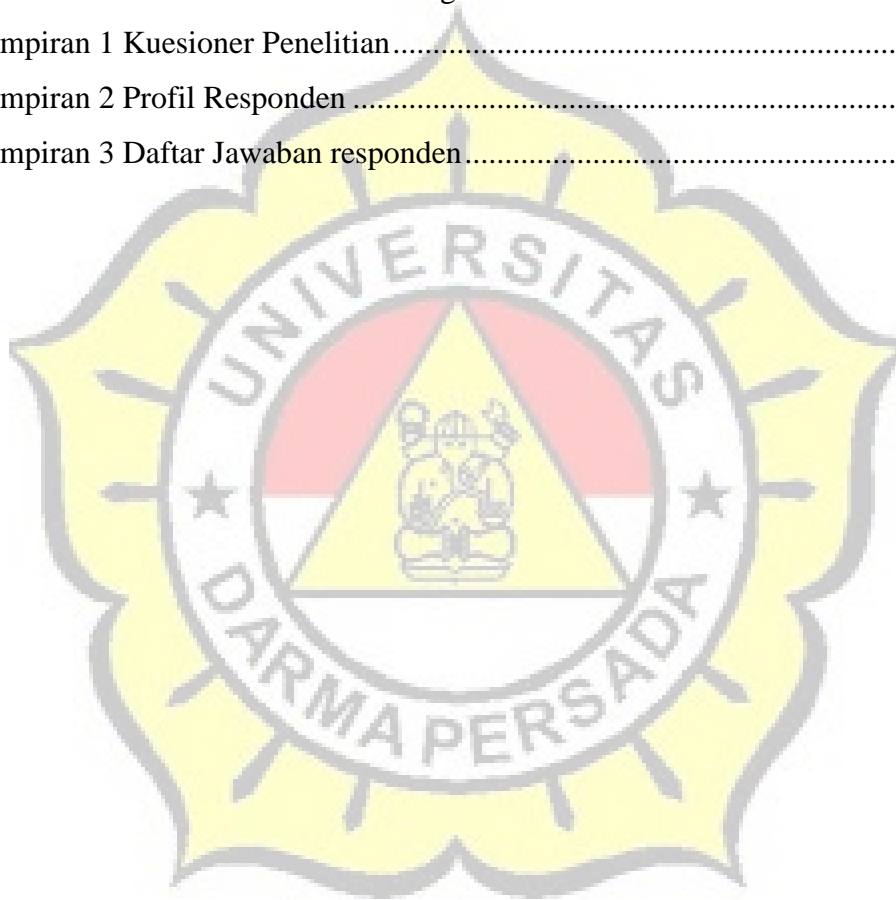 mpiran 1 Kuesioner Penelitian
mpiran 2 Profil Responden
mpiran 3 Daftar Jawaban responden
UNIVERSITAS
DARMA PERSADA